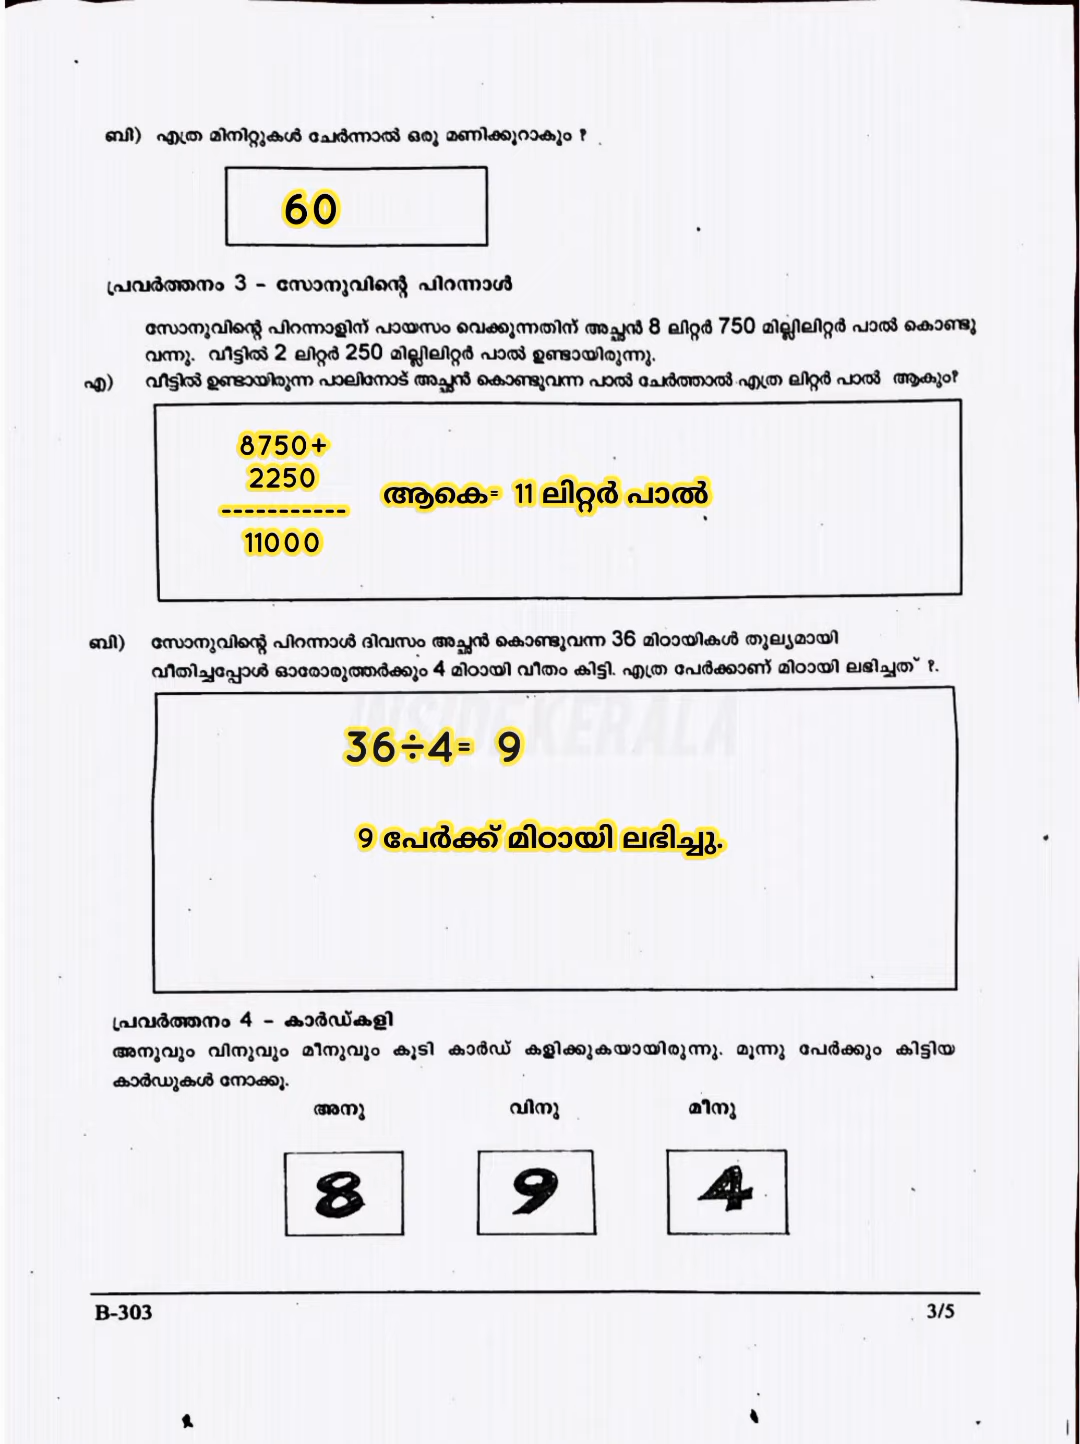 ബി) എത്ര മിനിറ്റുകൾ ചേർന്നാൽ ഒരു മണിക്കൂറാകും ?
60
പ്രവർത്തനം 3 - സോനുവിന്റെ പിറന്നാൾ
സോനുവിന്റെ പിറന്നാളിന് പായസം വെക്കുന്നതിന് അച്ഛൻ 8 ലിറ്റർ 750 മില്ലിലിറ്റർ പാൽ കൊണ്ടു
വന്നു. വീട്ടിൽ 2 ലിറ്റർ 250 മില്ലിലിറ്റർ പാൽ ഉണ്ടായിരുന്നു.
എ) വീട്ടിൽ ഉണ്ടായിരുന്ന പാലിനോട് അച്ഛൻ കൊണ്ടുവന്ന പാൽ ചേർത്താൽ എത്ര ലിറ്റർ പാൽ ആകും?
8750+
2250
-----------
11000
ആകെ= 11 ലിറ്റർ പാൽ
ബി) സോനുവിന്റെ പിറന്നാൾ ദിവസം അച്ഛൻ കൊണ്ടുവന്ന 36 മിഠായികൾ തുല്യമായി
വീതിച്ചപ്പോൾ ഓരോരുത്തർക്കും 4 മിഠായി വീതം കിട്ടി. എത്ര പേർക്കാണ് മിഠായി ലഭിച്ചത് ?.
INSIDEKERALA
36÷4= 9
9 പേർക്ക് മിഠായി ലഭിച്ചു.
പ്രവർത്തനം 4 - കാർഡ്കളി
അനുവും വിനുവും മീനുവും കൂടി കാർഡ് കളിക്കുകയായിരുന്നു. മൂന്നു പേർക്കും കിട്ടിയ
കാർഡുകൾ നോക്കൂ.
അനു വിനു മീനു
8 9 4
B-303 3/5